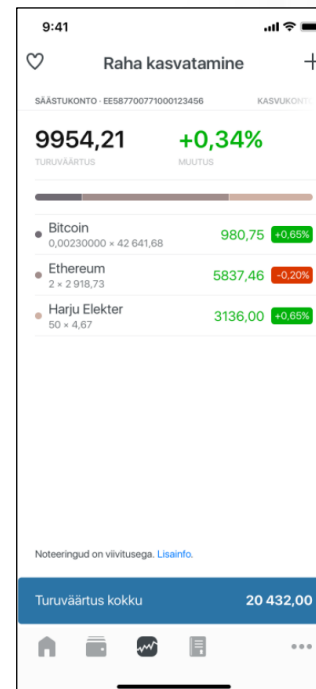 9:41
Raha kasvatamine
SÄÄSTUKONTO · EE587700771000123456 KASVUKONT
9954,21 +0,34%
TURUVÄÄRTUS MUUTUS
Bitcoin
0,00230000 × 42 641,68
980,75 +0,65%
Ethereum
2 × 2 918,73
5837,46 -0,20%
Harju Elekter
50 × 4,67
3136,00 +0,65%
Noteeringud on viivitusega. Lisainfo.
Turuväärtus kokku 20 432,00